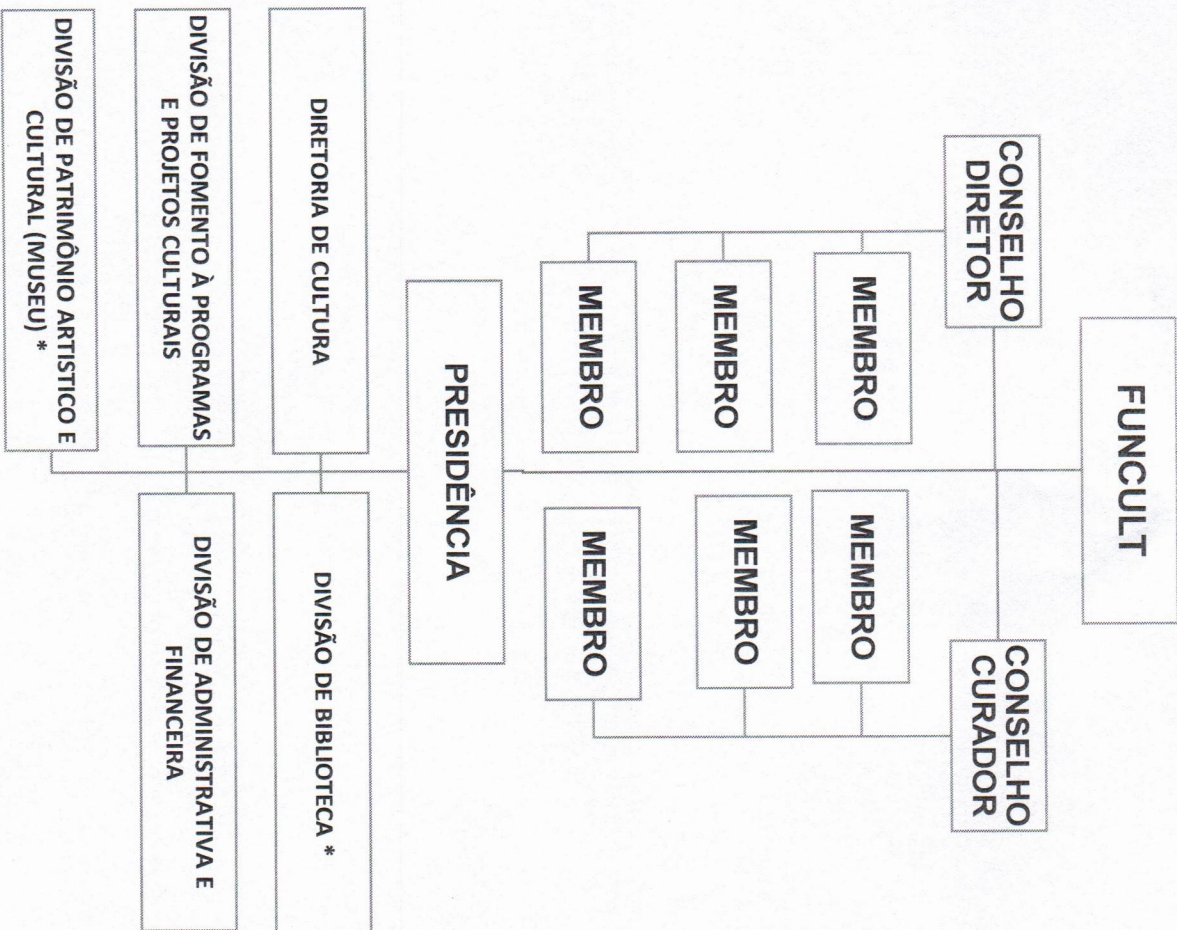 FUNCULT
CONSELHO
DIRETOR
CONSELHO
CURADOR
MEMBRO
MEMBRO
MEMBRO
MEMBRO
MEMBRO
MEMBRO
PRESIDÊNCIA
DIRETORIA DE CULTURA
DIVISÃO DE BIBLIOTECA *
DIVISÃO DE FOMENTO À PROGRAMAS
E PROJETOS CULTURAIS
DIVISÃO DE ADMINISTRATIVA E
FINANCEIRA
DIVISÃO DE PATRIMÔNIO ARTISTICO E
CULTURAL (MUSEU) *